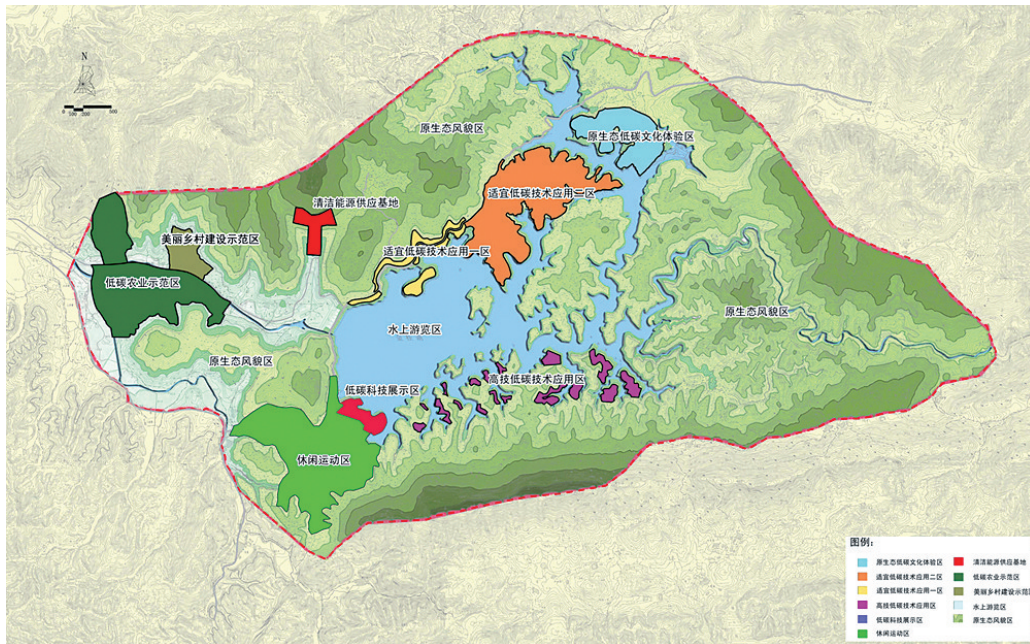 N
0 100 200 500
原生态风貌区
原生态低碳文化体验区
适宜低碳技术应用二区
清洁能源供应基地
美丽乡村建设示范区
适宜低碳技术应用一区
低碳农业示范区
原生态风貌区
水上游览区
原生态风貌区
高技低碳技术应用区
低碳科技展示区
休闲运动区
图例:
原生态低碳文化体验区
清洁能源供应基地
适宜低碳技术应用二区
低碳农业示范区
适宜低碳技术应用一区
美丽乡村建设示范区
高技低碳技术应用区
水上游览区
低碳科技展示区
原生态风貌区
休闲运动区